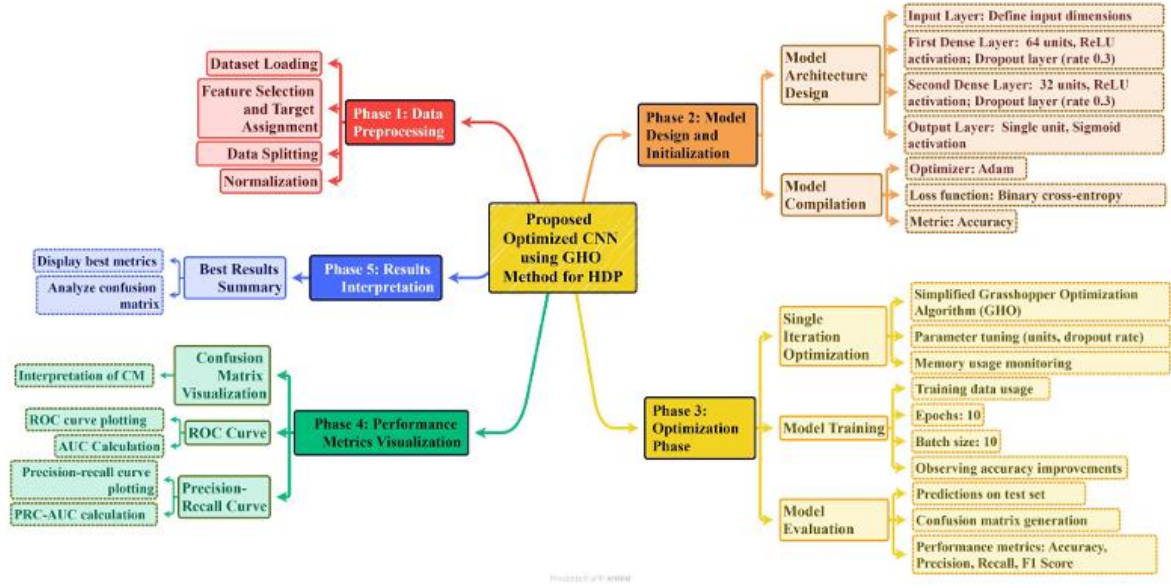 Proposed
Optimized CNN
using GHO
Method for HDP
Phase 1: Data
Preprocessing
Dataset Loading
Feature Selection
and Target
Assignment
Data Splitting
Normalization
Phase 2: Model
Design and
Initialization
Model
Architecture
Design
Input Layer: Define input dimensions
First Dense Layer: 64 units, ReLU
activation; Dropout layer (rate 0.3)
Second Dense Layer: 32 units, ReLU
activation; Dropout layer (rate 0.3)
Output Layer: Single unit, Sigmoid
activation
Model
Compilation
Optimizer: Adam
Loss function: Binary cross-entropy
Metric: Accuracy
Phase 3:
Optimization
Phase
Single
Iteration
Optimization
Simplified Grasshopper Optimization
Algorithm (GHO)
Parameter tuning (units, dropout rate)
Memory usage monitoring
Model Training
Training data usage
Epochs: 10
Batch size: 10
Observing accuracy improvements
Model
Evaluation
Predictions on test set
Confusion matrix generation
Performance metrics: Accuracy,
Precision, Recall, F1 Score
Phase 4: Performance
Metrics Visualization
Confusion
Matrix
Visualization
Interpretation of CM
ROC Curve
ROC curve plotting
AUC Calculation
Precision-
Recall Curve
Precision-recall curve
plotting
PRC-AUC calculation
Phase 5: Results
Interpretation
Best Results
Summary
Display best metrics
Analyze confusion
matrix
Presented with xmind